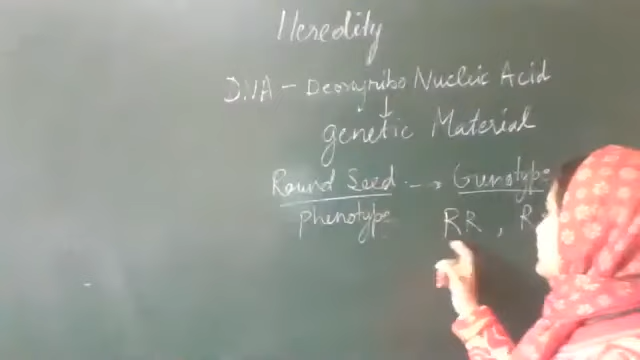 Heredity
DNA - Deoxyribo Nucleic Acid
↓
genetic Material
Round Seed → Genotype
phenotype RR , R